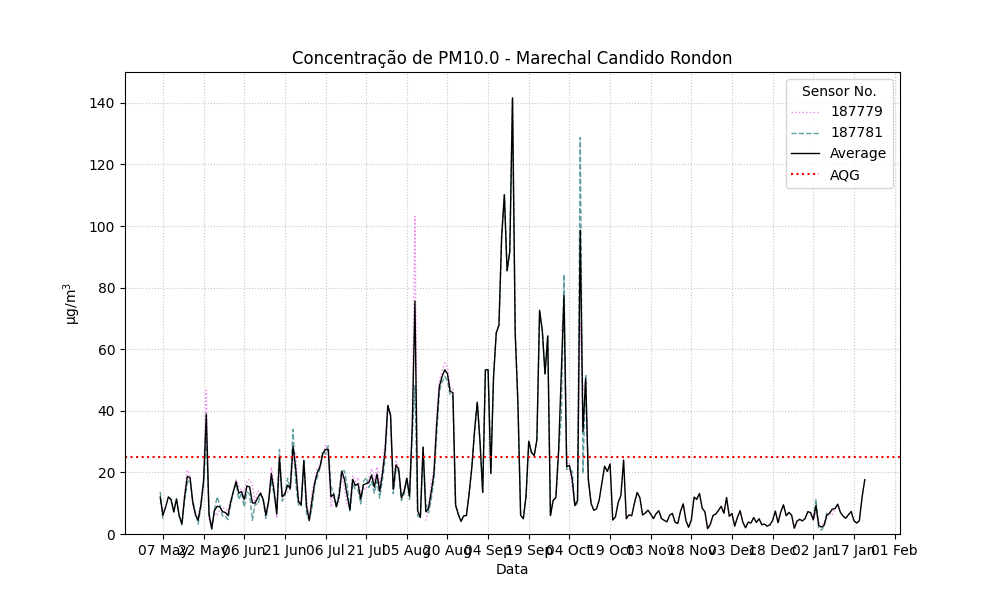 Concentração de PM10.0 - Marechal Candido Rondon
Sensor No.
187779
187781
Average
AQG
140
120
100
80
60
40
20
0
µg/m³
07 May 22 May 06 Jun 21 Jun 06 Jul 21 Jul 05 Aug 20 Aug 04 Sep 19 Sep 04 Oct 19 Oct 03 Nov 18 Nov 03 Dec 18 Dec 02 Jan 17 Jan 01 Feb
Data